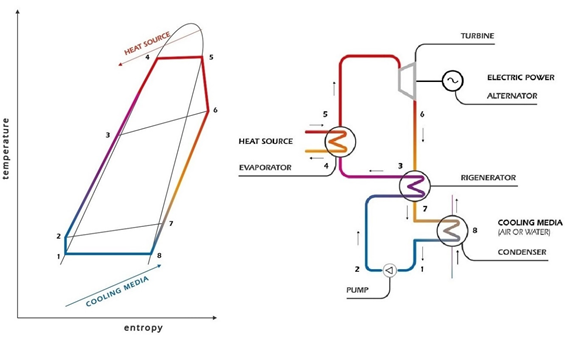 HEAT SOURCE
4
5
6
3
2
7
1
8
COOLING MEDIA
temperature
entropy
TURBINE
ELECTRIC POWER
ALTERNATOR
6
5
HEAT SOURCE
4
EVAPORATOR
3
RIGENERATOR
7
8
COOLING MEDIA
(AIR OR WATER)
CONDENSER
2
1
PUMP